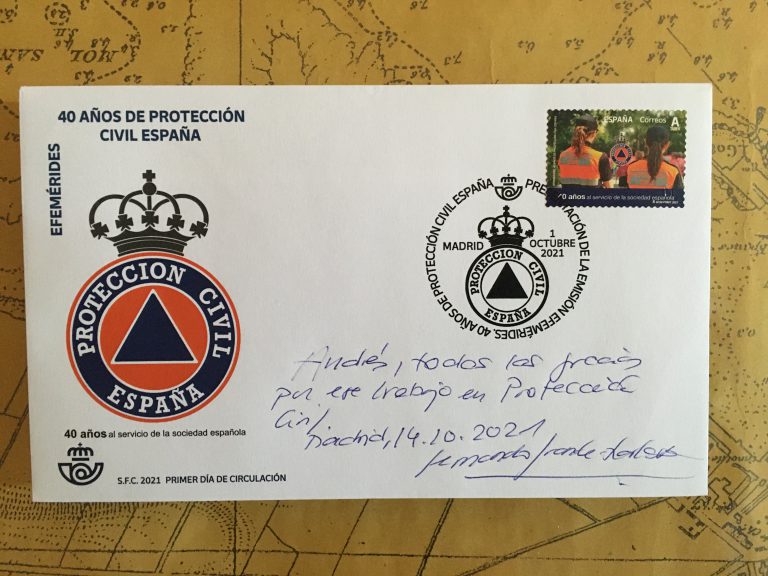 40 AÑOS DE PROTECCIÓN
CIVIL ESPAÑA
EFEMÉRIDES
PROTECCION CIVIL
ESPAÑA
40 años al servicio de la sociedad española
S.F.C. 2021 PRIMER DÍA DE CIRCULACIÓN
ESPAÑA Correos A
40 años al servicio de la sociedad española
PRESENTACIÓN DE LA EMISIÓN EFEMÉRIDES. 40 AÑOS DE PROTECCIÓN CIVIL ESPAÑA
MADRID
1
OCTUBRE
2021
PROTECCION CIVIL
ESPAÑA
Andrés, todas las gracias
por ese trabajo en Protección
Civil.
Madrid, 14.10.2021
Fernando
SAN
MOL